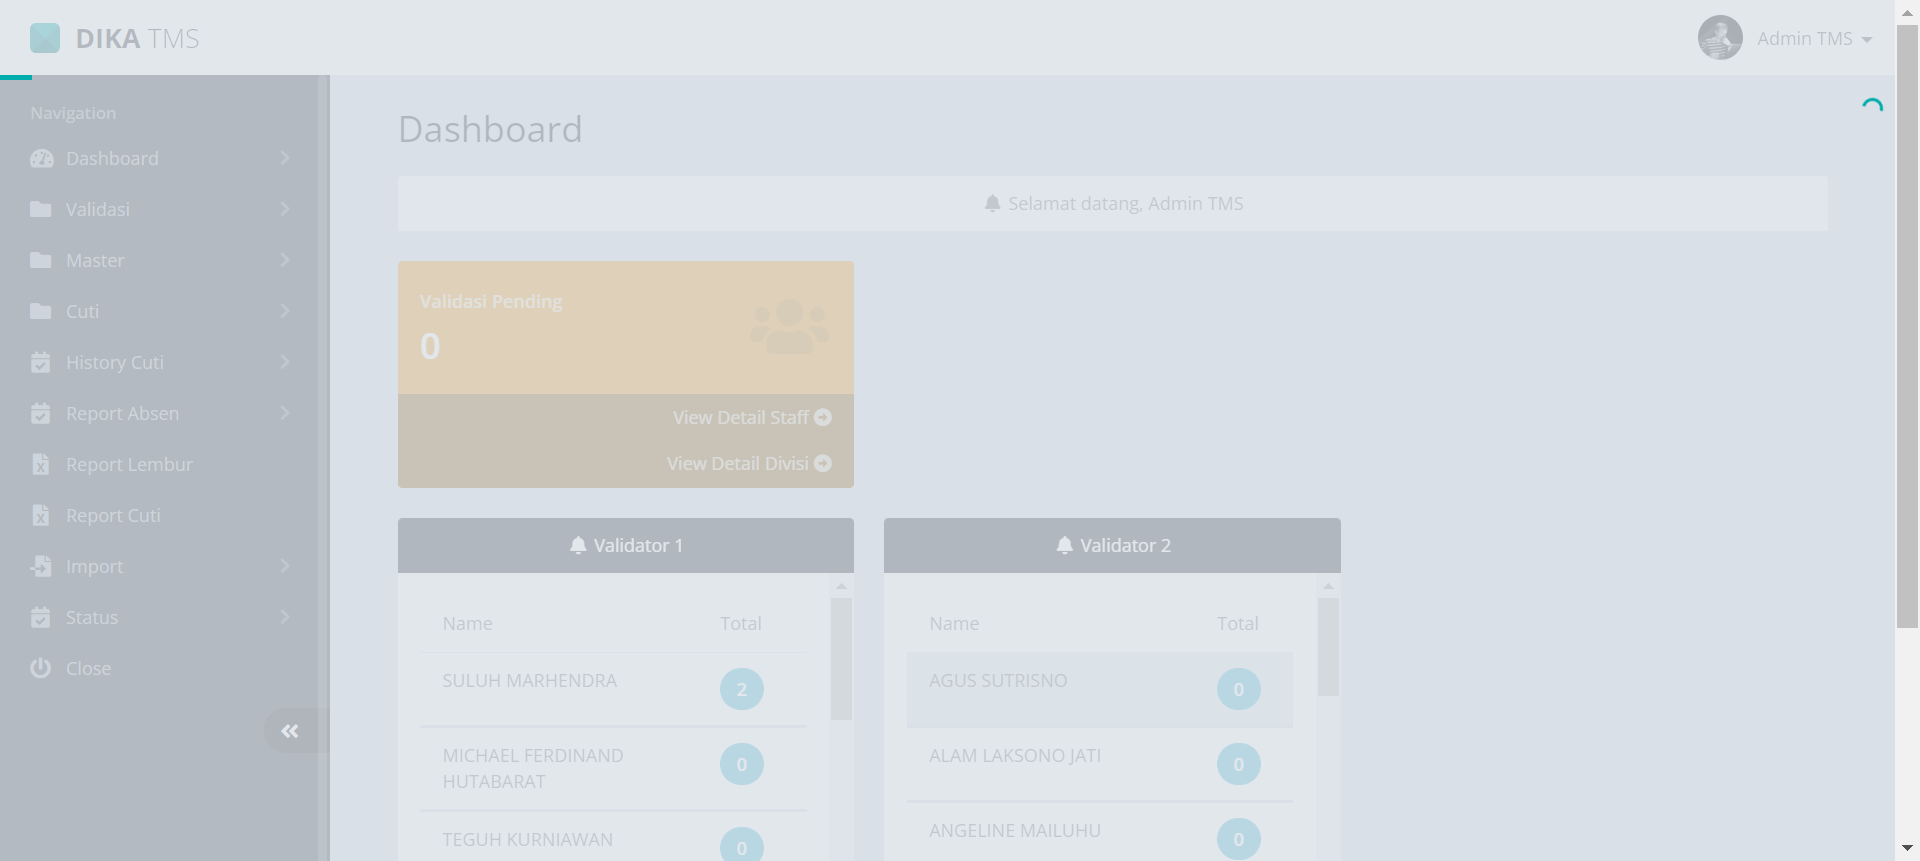 DIKA TMS
Admin TMS
Navigation
Dashboard
Validasi
Master
Cuti
History Cuti
Report Absen
Report Lembur
Report Cuti
Import
Status
Close
Dashboard
Selamat datang, Admin TMS
Validasi Pending
0
View Detail Staff
View Detail Divisi
Validator 1
Name Total
SULUH MARHENDRA 2
MICHAEL FERDINAND 0
HUTABARAT
TEGUH KURNIAWAN 0
Validator 2
Name Total
AGUS SUTRISNO 0
ALAM LAKSONO JATI 0
ANGELINE MAILUHU 0